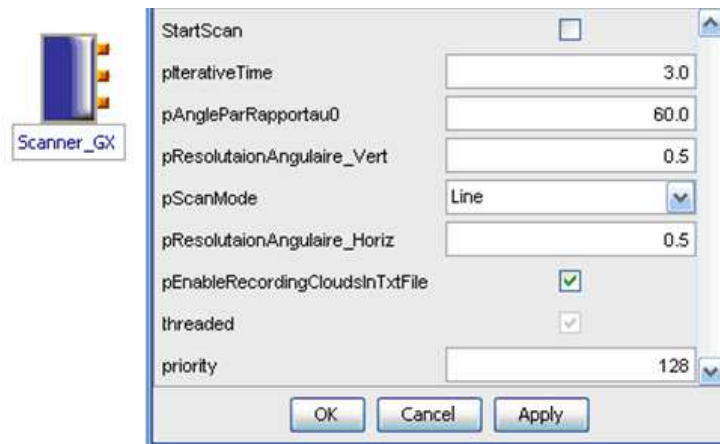 Scanner_GX
StartScan
pIterativeTime 3.0
pAngleParRapportau0 60.0
pResolutaionAngulaire_Vert 0.5
pScanMode Line
pResolutaionAngulaire_Horiz 0.5
pEnableRecordingCloudsInTxtFile
threaded
priority 128
OK Cancel Apply